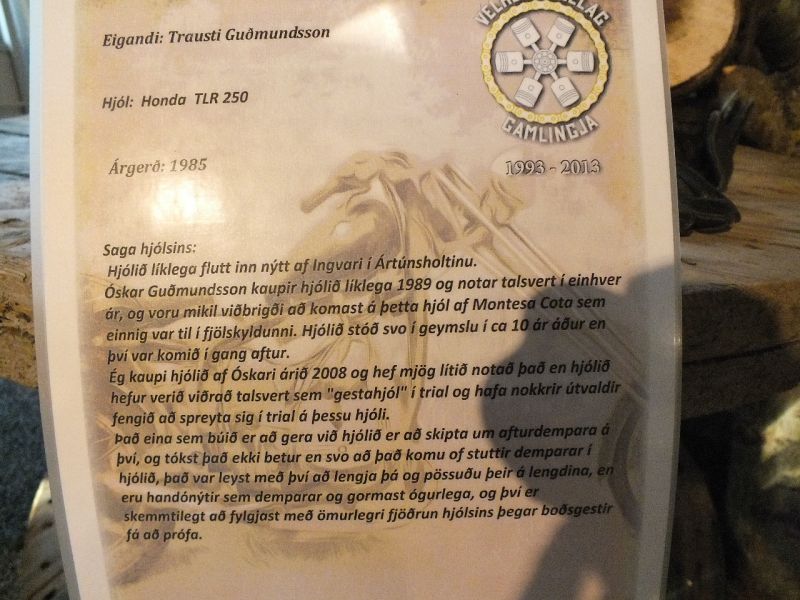 GAMLINGJA
1993 - 2013
Eigandi: Trausti Guðmundsson
Hjól: Honda TLR 250
Árgerð: 1985
Saga hjólsins:
Hjólið líklega flutt inn nýtt af Ingvari í Ártúnsholtinu.
Óskar Guðmundsson kaupir hjólið líklega 1989 og notar talsvert í einhver
ár, og voru mikil viðbrigði að komast á þetta hjól af Montesa Cota sem
einnig var til í fjölskyldunni. Hjólið stóð svo í geymslu í ca 10 ár áður en
því var komið í gang aftur.
Ég kaupi hjólið af Óskari árið 2008 og hef mjög lítið notað það en hjólið
hefur verið viðrað talsvert sem "gestahjól" í trial og hafa nokkrir útvaldir
fengið að spreyta sig í trial á þessu hjóli.
Það eina sem búið er að gera við hjólið er að skipta um afturdempara á
því, og tókst það ekki betur en svo að það komu of stuttir demparar í
hjólið, það var leyst með því að lengja þá og pössuðu þeir á lengdina, en
eru handónýtir sem demparar og gormast ógurlega, og því er
skemmtilegt að fylgjast með ömurlegri fjöðrun hjólsins þegar boðsgestir
fá að prófa.